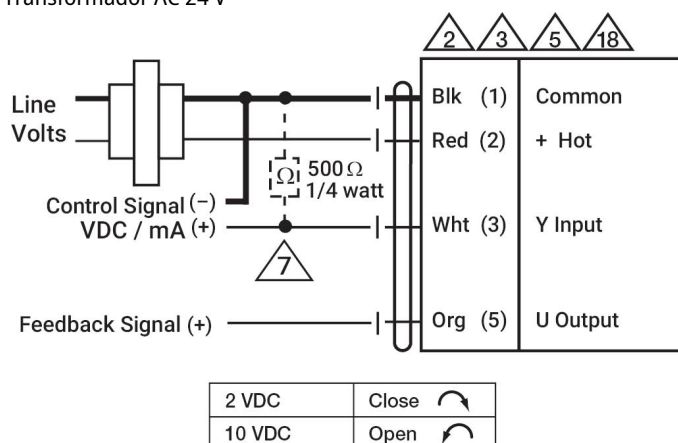 Transformador AC 24 V
2 3 5 18
Line
Volts
Blk (1) Common
Red (2) + Hot
Ω 500 Ω
1/4 watt
Control Signal (−)
VDC / mA (+)
Wht (3) Y Input
7
Feedback Signal (+)
Org (5) U Output
2 VDC Close
10 VDC Open